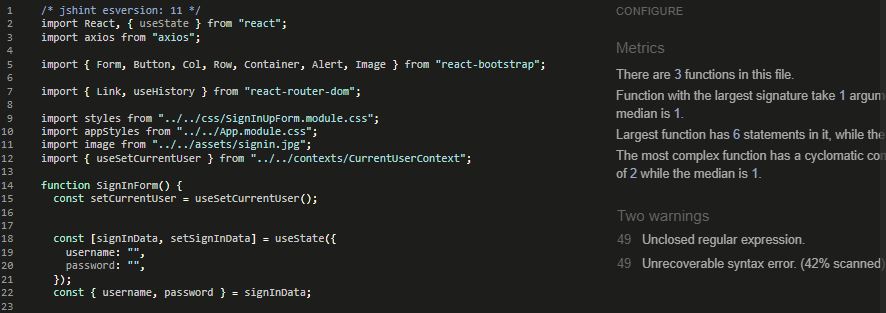 1 /* jshint esversion: 11 */
2 import React, { useState } from "react";
3 import axios from "axios";
4
5 import { Form, Button, Col, Row, Container, Alert, Image } from "react-bootstrap";
6
7 import { Link, useHistory } from "react-router-dom";
8
9 import styles from "../../css/SignInUpForm.module.css";
10 import appStyles from "../../App.module.css";
11 import image from "../../assets/signin.jpg";
12 import { useSetCurrentUser } from "../../contexts/CurrentUserContext";
13
14 function SignInForm() {
15 const setCurrentUser = useSetCurrentUser();
16
17
18 const [signInData, setSignInData] = useState({
19 username: "",
20 password: "",
21 });
22 const { username, password } = signInData;
23
CONFIGURE
Metrics
There are 3 functions in this file.
Function with the largest signature take 1 argum
median is 1.
Largest function has 6 statements in it, while the
The most complex function has a cyclomatic co
of 2 while the median is 1.
Two warnings
49 Unclosed regular expression.
49 Unrecoverable syntax error. (42% scanned)